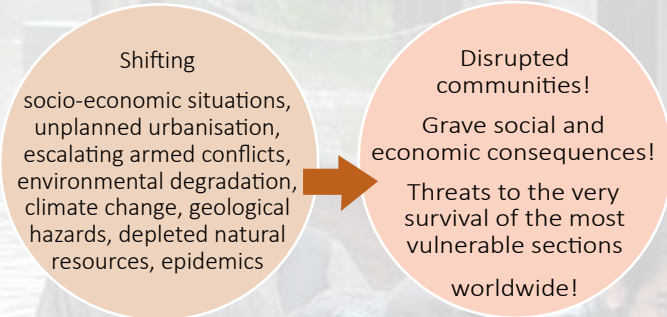 Shifting
socio-economic situations,
unplanned urbanisation,
escalating armed conflicts,
environmental degradation,
climate change, geological
hazards, depleted natural
resources, epidemics
Disrupted
communities!
Grave social and
economic consequences!
Threats to the very
survival of the most
vulnerable sections
worldwide!